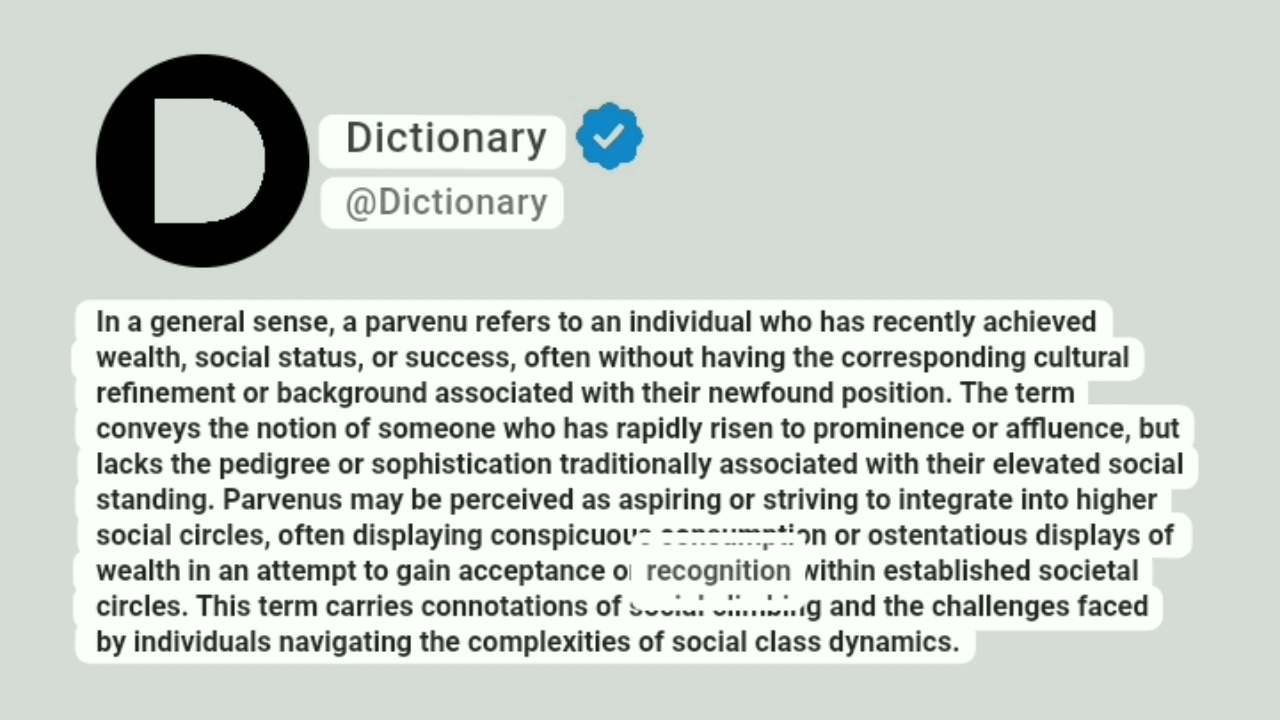 D
Dictionary
@Dictionary
In a general sense, a parvenu refers to an individual who has recently achieved
wealth, social status, or success, often without having the corresponding cultural
refinement or background associated with their newfound position. The term
conveys the notion of someone who has rapidly risen to prominence or affluence, but
lacks the pedigree or sophistication traditionally associated with their elevated social
standing. Parvenus may be perceived as aspiring or striving to integrate into higher
social circles, often displaying conspicuous consumption or ostentatious displays of
wealth in an attempt to gain acceptance or recognition within established societal
circles. This term carries connotations of social climbing and the challenges faced
by individuals navigating the complexities of social class dynamics.